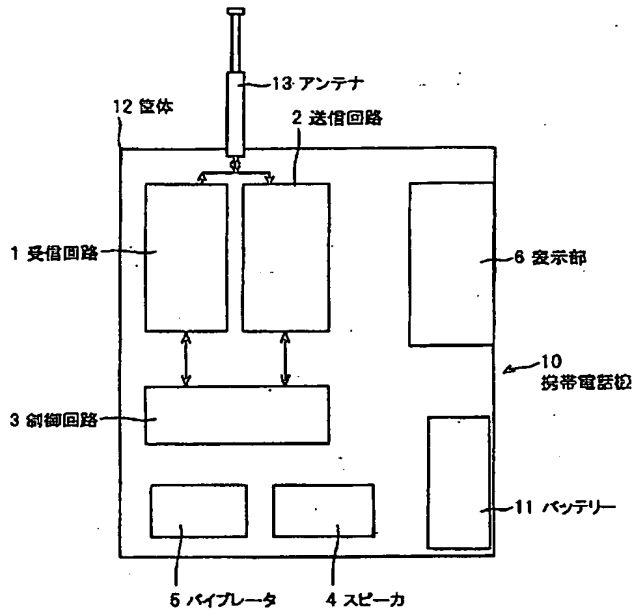 13 アンテナ
12 筐体
2 送信回路
1 受信回路
6 表示部
10
携帯電話機
3 制御回路
11 バッテリー
5 バイブレータ
4 スピーカ